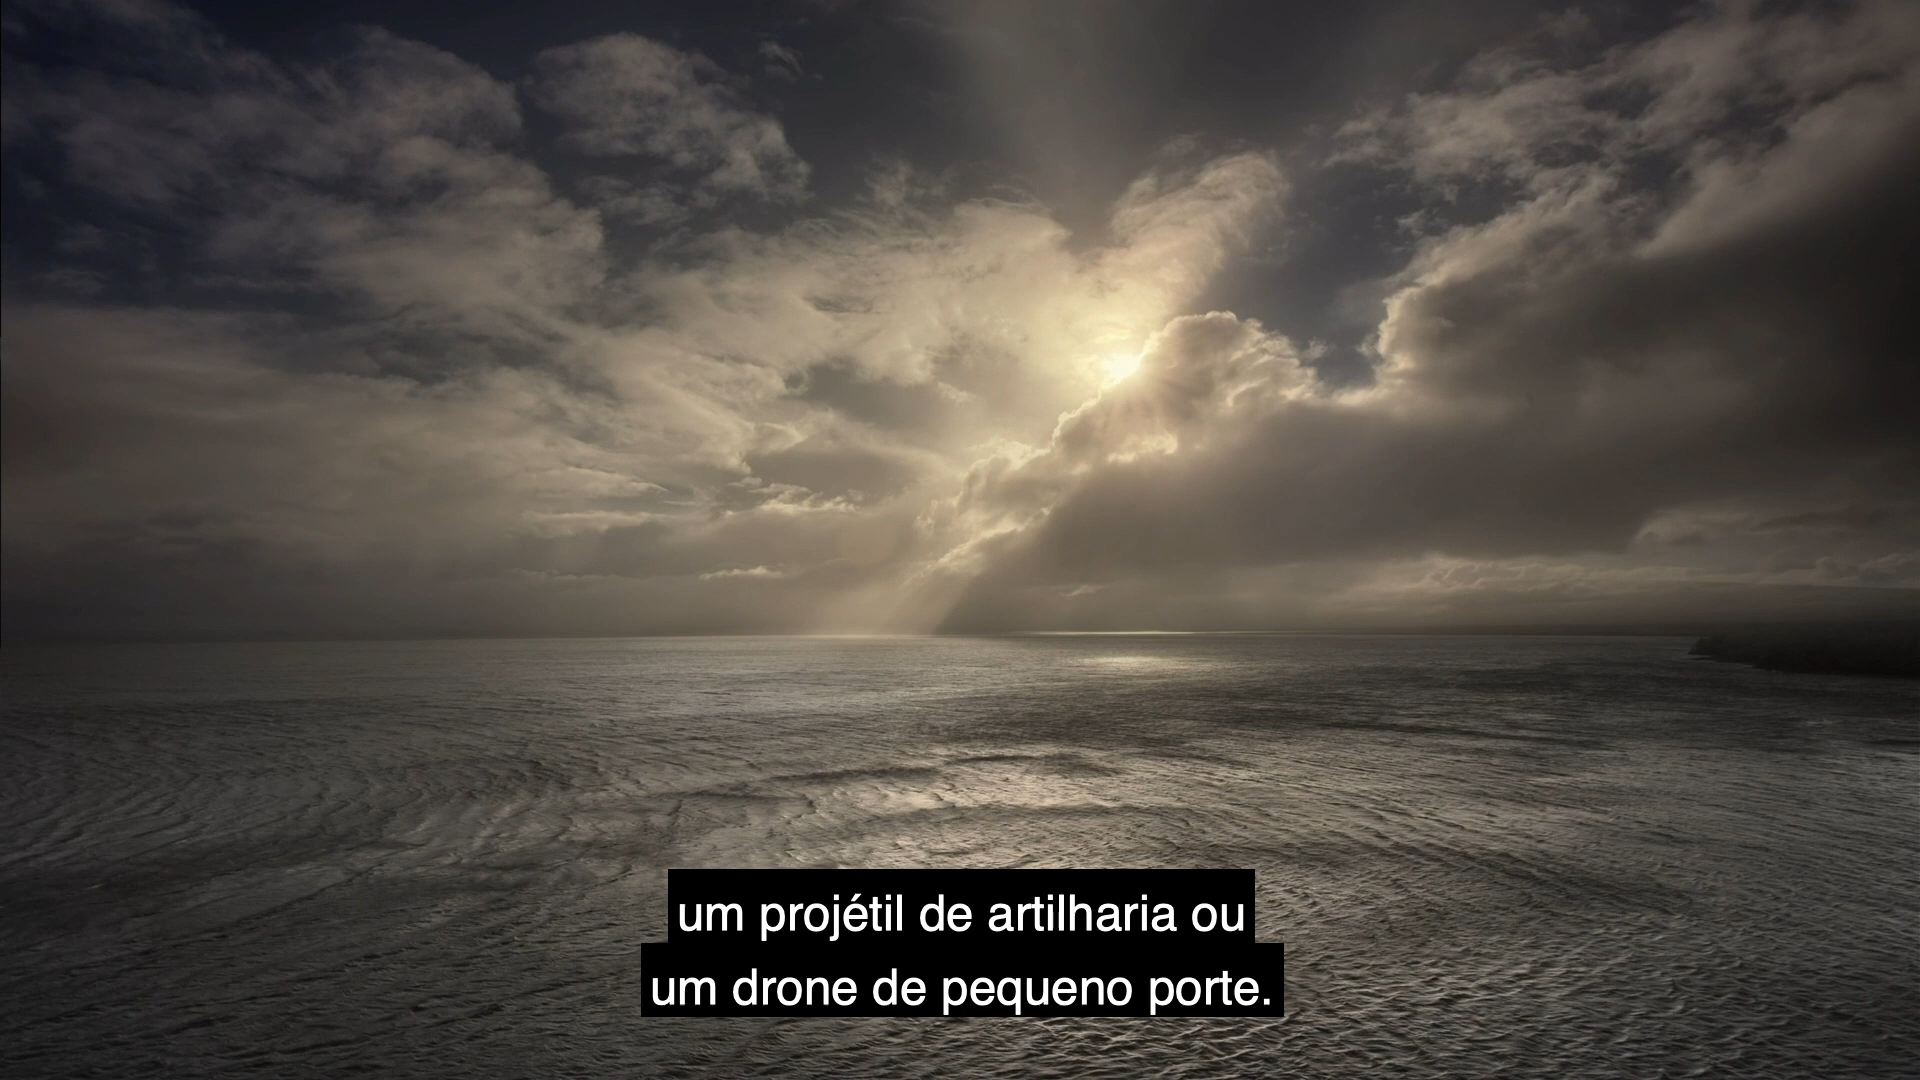 um projétil de artilharia ou
um drone de pequeno porte.